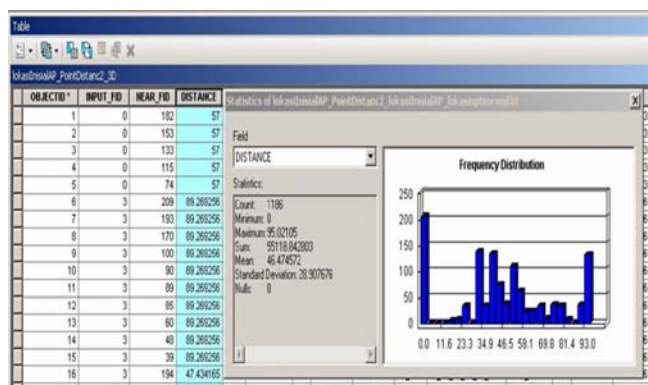 Table
lokasiInisialAP_PointDistanc2_3D
OBJECTID * INPUT_FID NEAR_FID DISTANCE
1 0 182 57
2 0 153 57
3 0 133 57
4 0 115 57
5 0 74 57
6 3 209 89.269256
7 3 193 89.269256
8 3 170 89.269256
9 3 100 89.269256
10 3 90 89.269256
11 3 89 89.269256
12 3 85 89.269256
13 3 60 89.269256
14 3 48 89.269256
15 3 39 89.269256
16 3 194 47.434165
Statistics of lokasiInisialAP_PointDistanc2_lokasiInisialAP
Field
DISTANCE
Statistics:
Count: 1186
Minimum: 0
Maximum: 95.02105
Sum: 55118.842803
Mean: 46.474572
Standard Deviation: 28.907676
Nulls: 0
Frequency Distribution
250
200
150
100
50
0
0.0 11.6 23.3 34.9 46.5 58.1 69.8 81.4 93.0